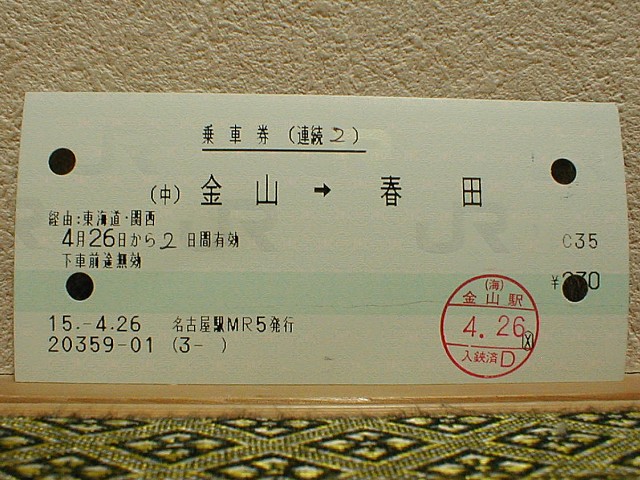 乗車券 (連続2)
(中) 金山 → 春田
経由:東海道・関西
4月26日から2日間有効
下車前途無効
C35
15.-4.26 名古屋駅MR5発行
20359-01 (3- )
(海)
金山駅
4.26
入鋏済D